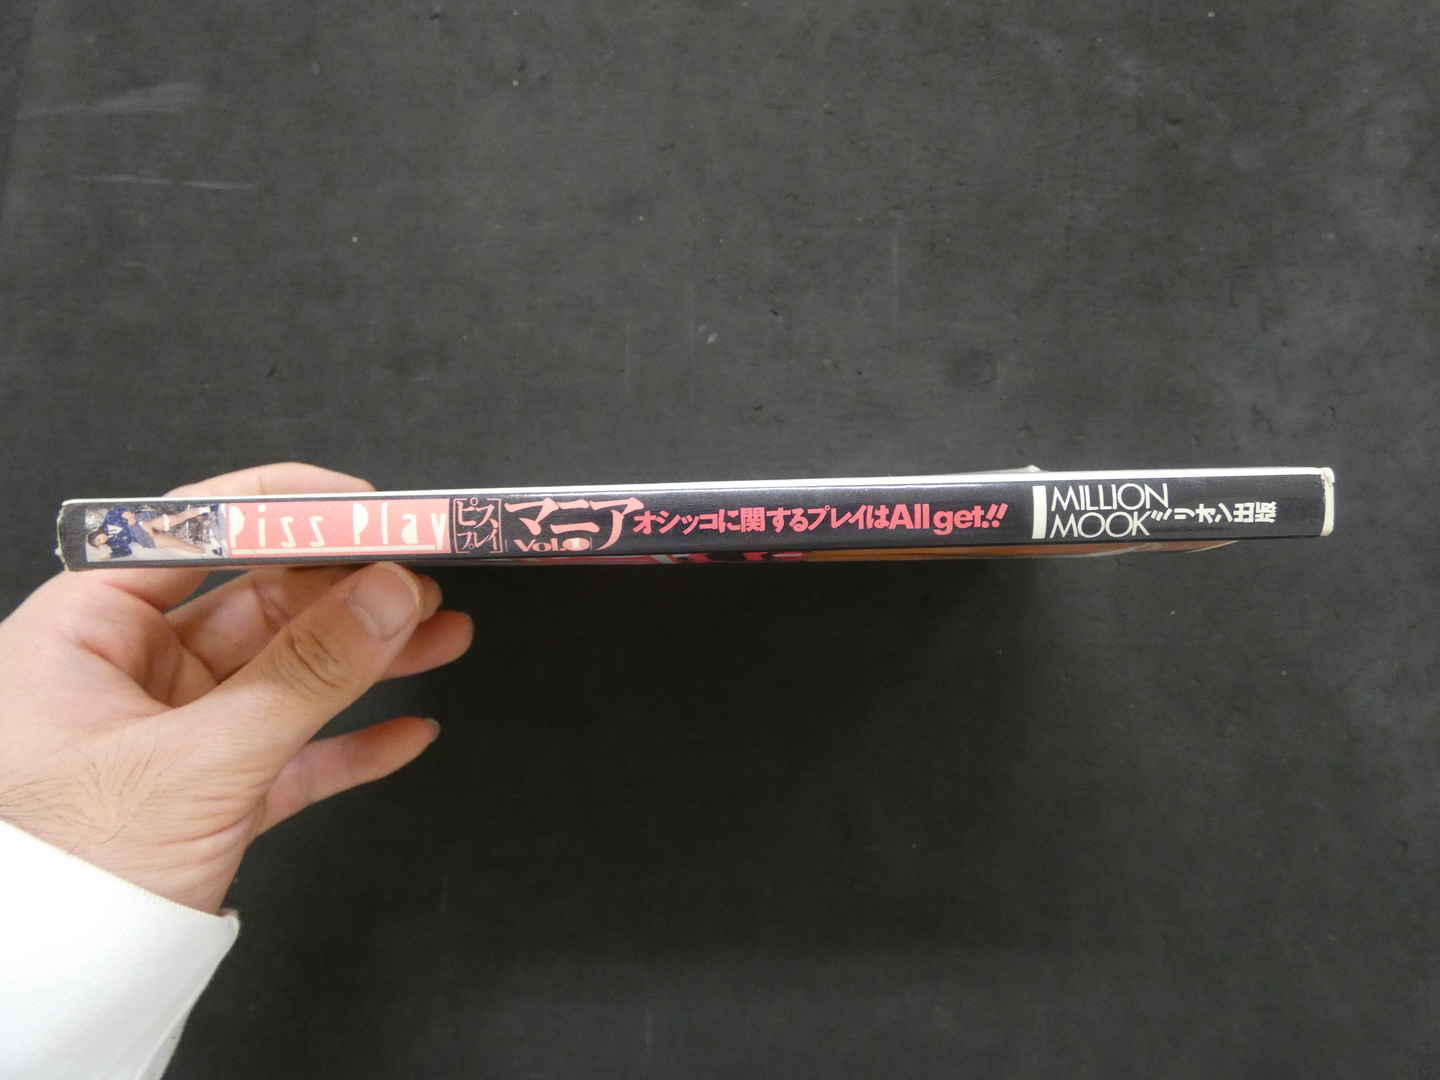 Piss Play
ピス
プレイ
マニア
Vol.1
オシッコに関するプレイはAll get!!
MILLION
MOOK
ミリオン出版